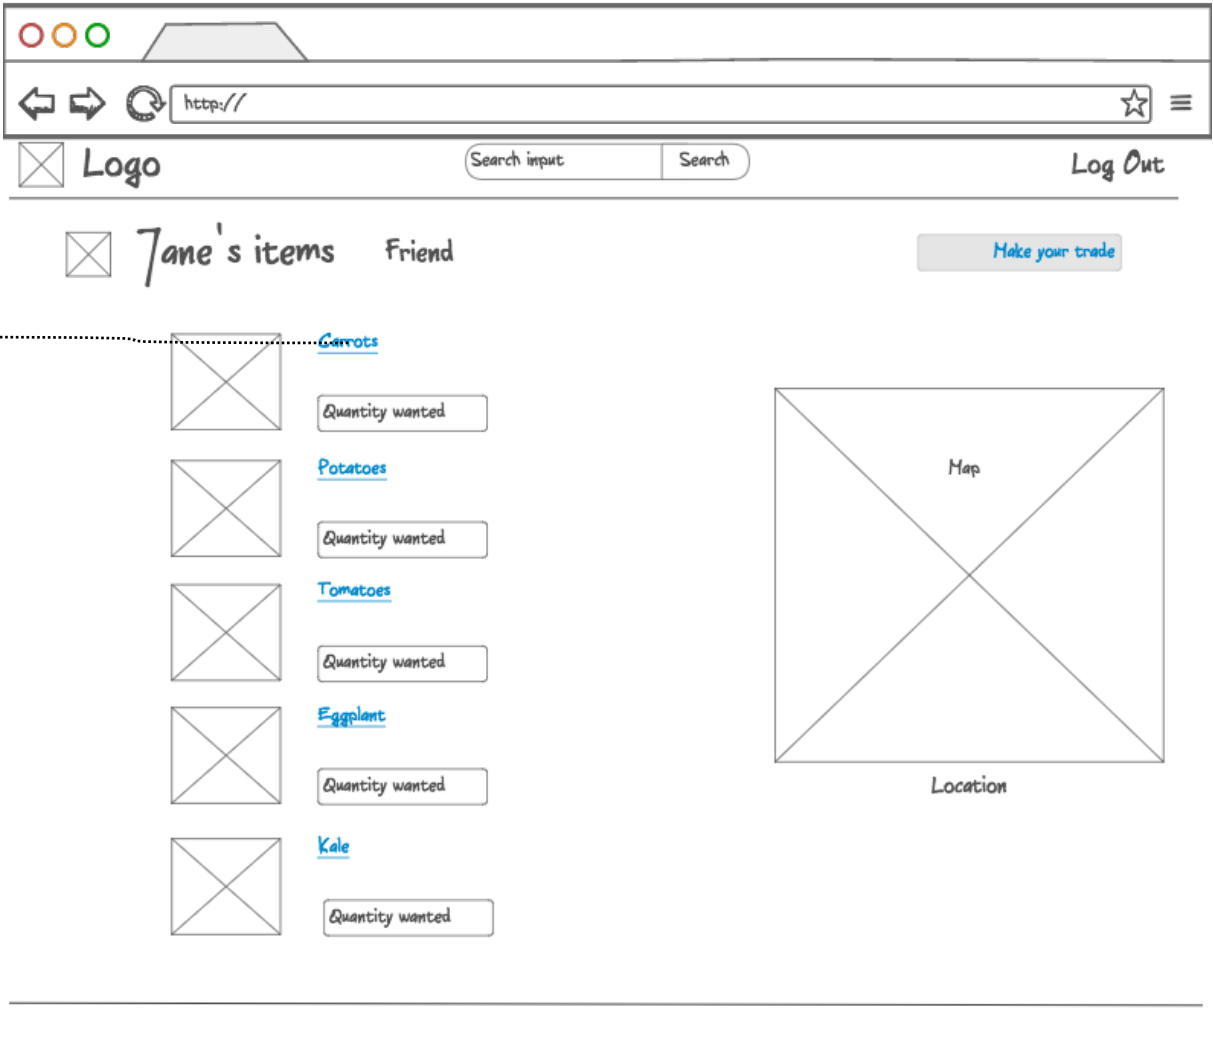 http://
Logo
Search input
Search
Log Out
Jane's items
Friend
Make your trade
Carrots
Quantity wanted
Potatoes
Quantity wanted
Tomatoes
Quantity wanted
Eggplant
Quantity wanted
Kale
Quantity wanted
Map
Location